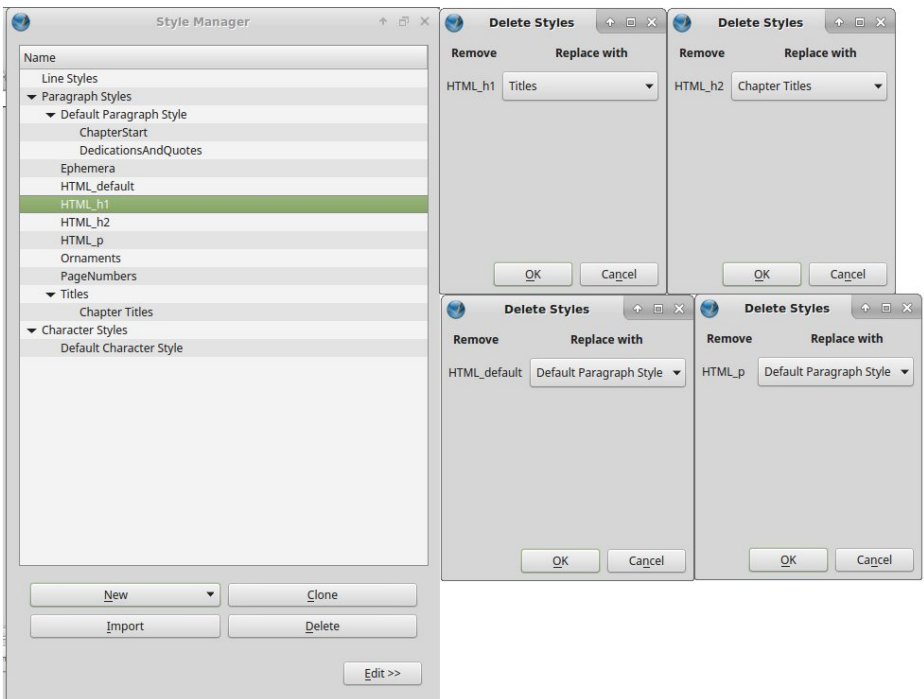 Style Manager
Name
Line Styles
Paragraph Styles
Default Paragraph Style
ChapterStart
DedicationsAndQuotes
Ephemera
HTML_default
HTML_h1
HTML_h2
HTML_p
Ornaments
PageNumbers
Titles
Chapter Titles
Character Styles
Default Character Style
New
Clone
Import
Delete
Edit >>
Delete Styles
Remove Replace with
HTML_h1 Titles
OK Cancel
Delete Styles
Remove Replace with
HTML_h2 Chapter Titles
OK Cancel
Delete Styles
Remove Replace with
HTML_default Default Paragraph Style
OK Cancel
Delete Styles
Remove Replace with
HTML_p Default Paragraph Style
OK Cancel